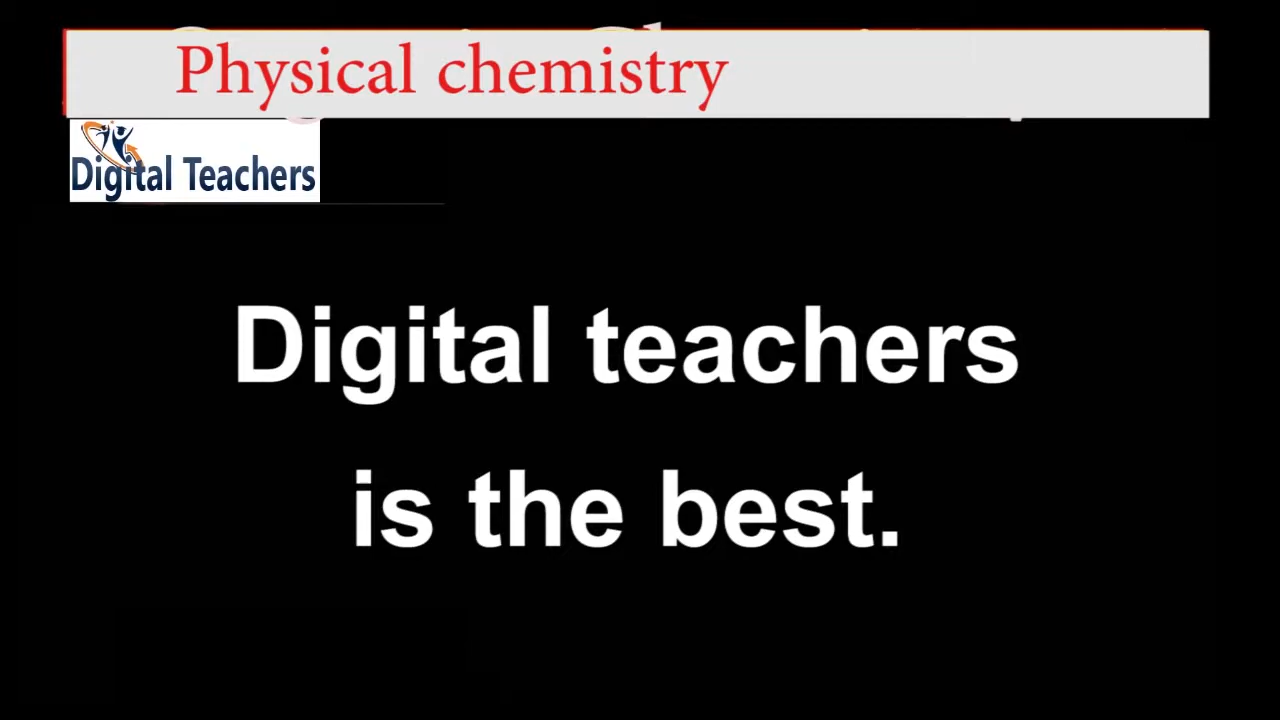 Physical chemistry
Digital Teachers
Digital teachers
is the best.